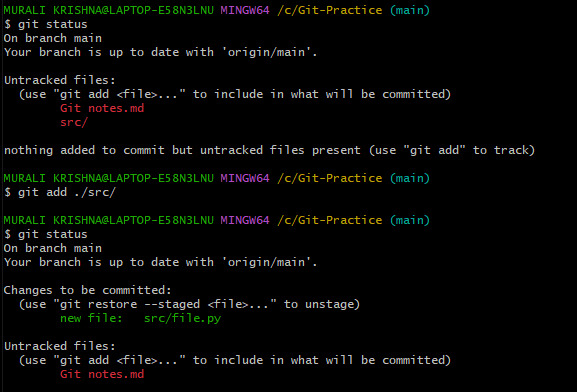 MURALI KRISHNA@LAPTOP-E58N3LNU MINGW64 /c/Git-Practice (main)
$ git status
On branch main
Your branch is up to date with 'origin/main'.
Untracked files:
(use "git add <file>..." to include in what will be committed)
Git notes.md
src/
nothing added to commit but untracked files present (use "git add" to track)
MURALI KRISHNA@LAPTOP-E58N3LNU MINGW64 /c/Git-Practice (main)
$ git add ./src/
MURALI KRISHNA@LAPTOP-E58N3LNU MINGW64 /c/Git-Practice (main)
$ git status
On branch main
Your branch is up to date with 'origin/main'.
Changes to be committed:
(use "git restore --staged <file>..." to unstage)
new file:   src/file.py
Untracked files:
(use "git add <file>..." to include in what will be committed)
Git notes.md